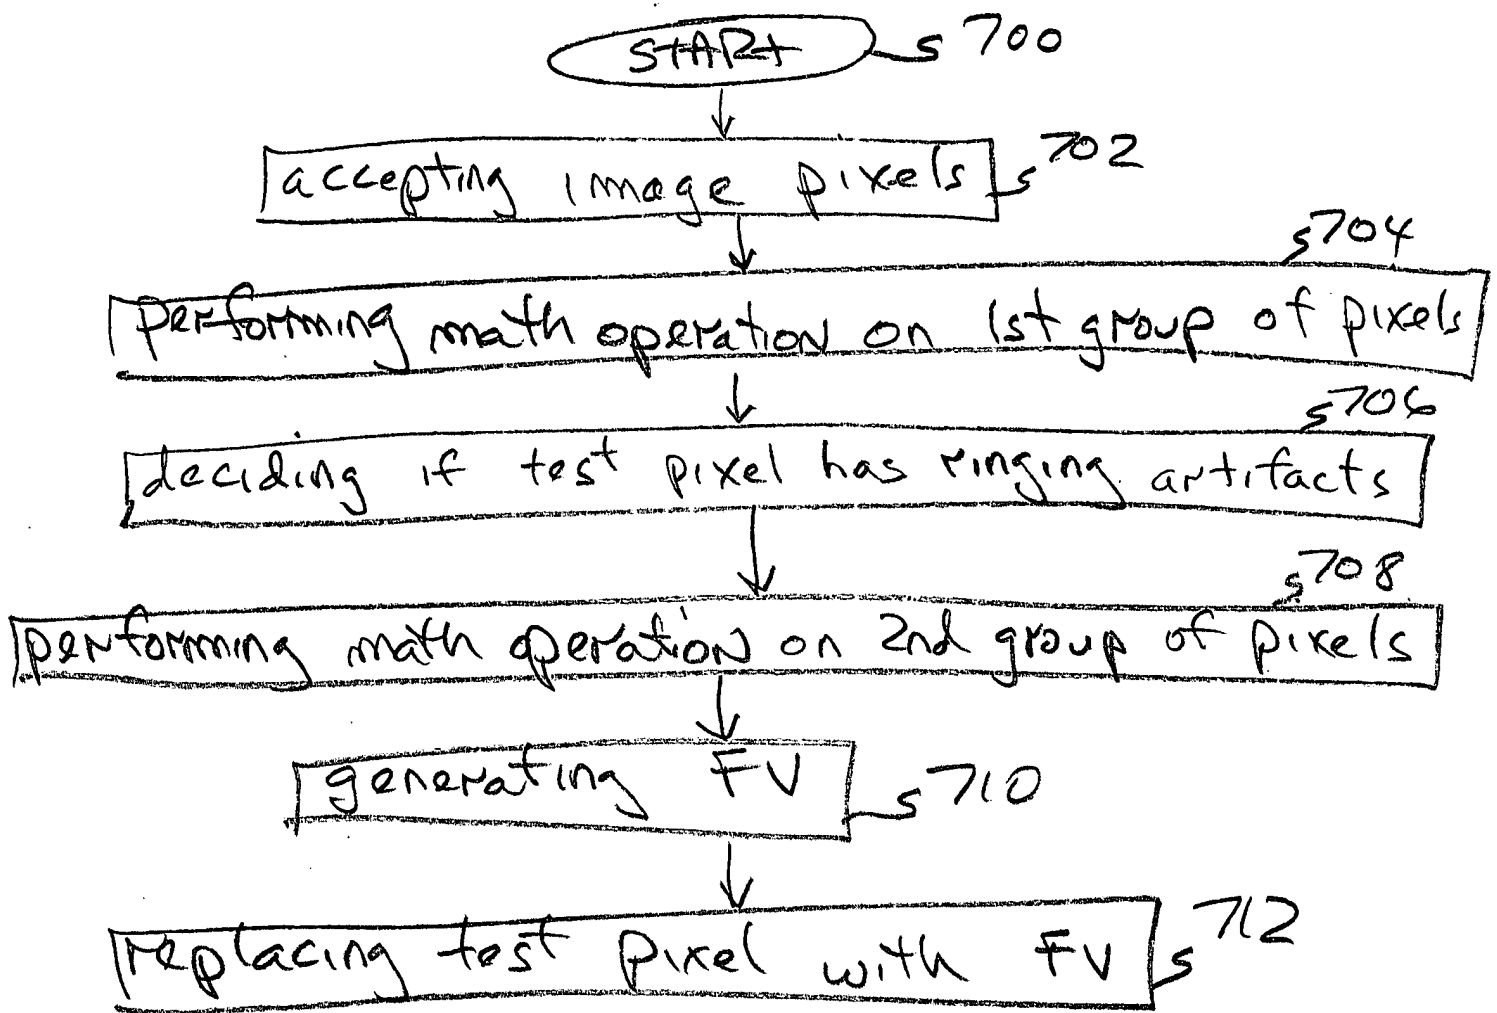 START 700
accepting image pixels 702
704
performing math operation on 1st group of pixels
706
deciding if test pixel has ringing artifacts
708
performing math operation on 2nd group of pixels
generating FV 710
replacing test pixel with FV 712